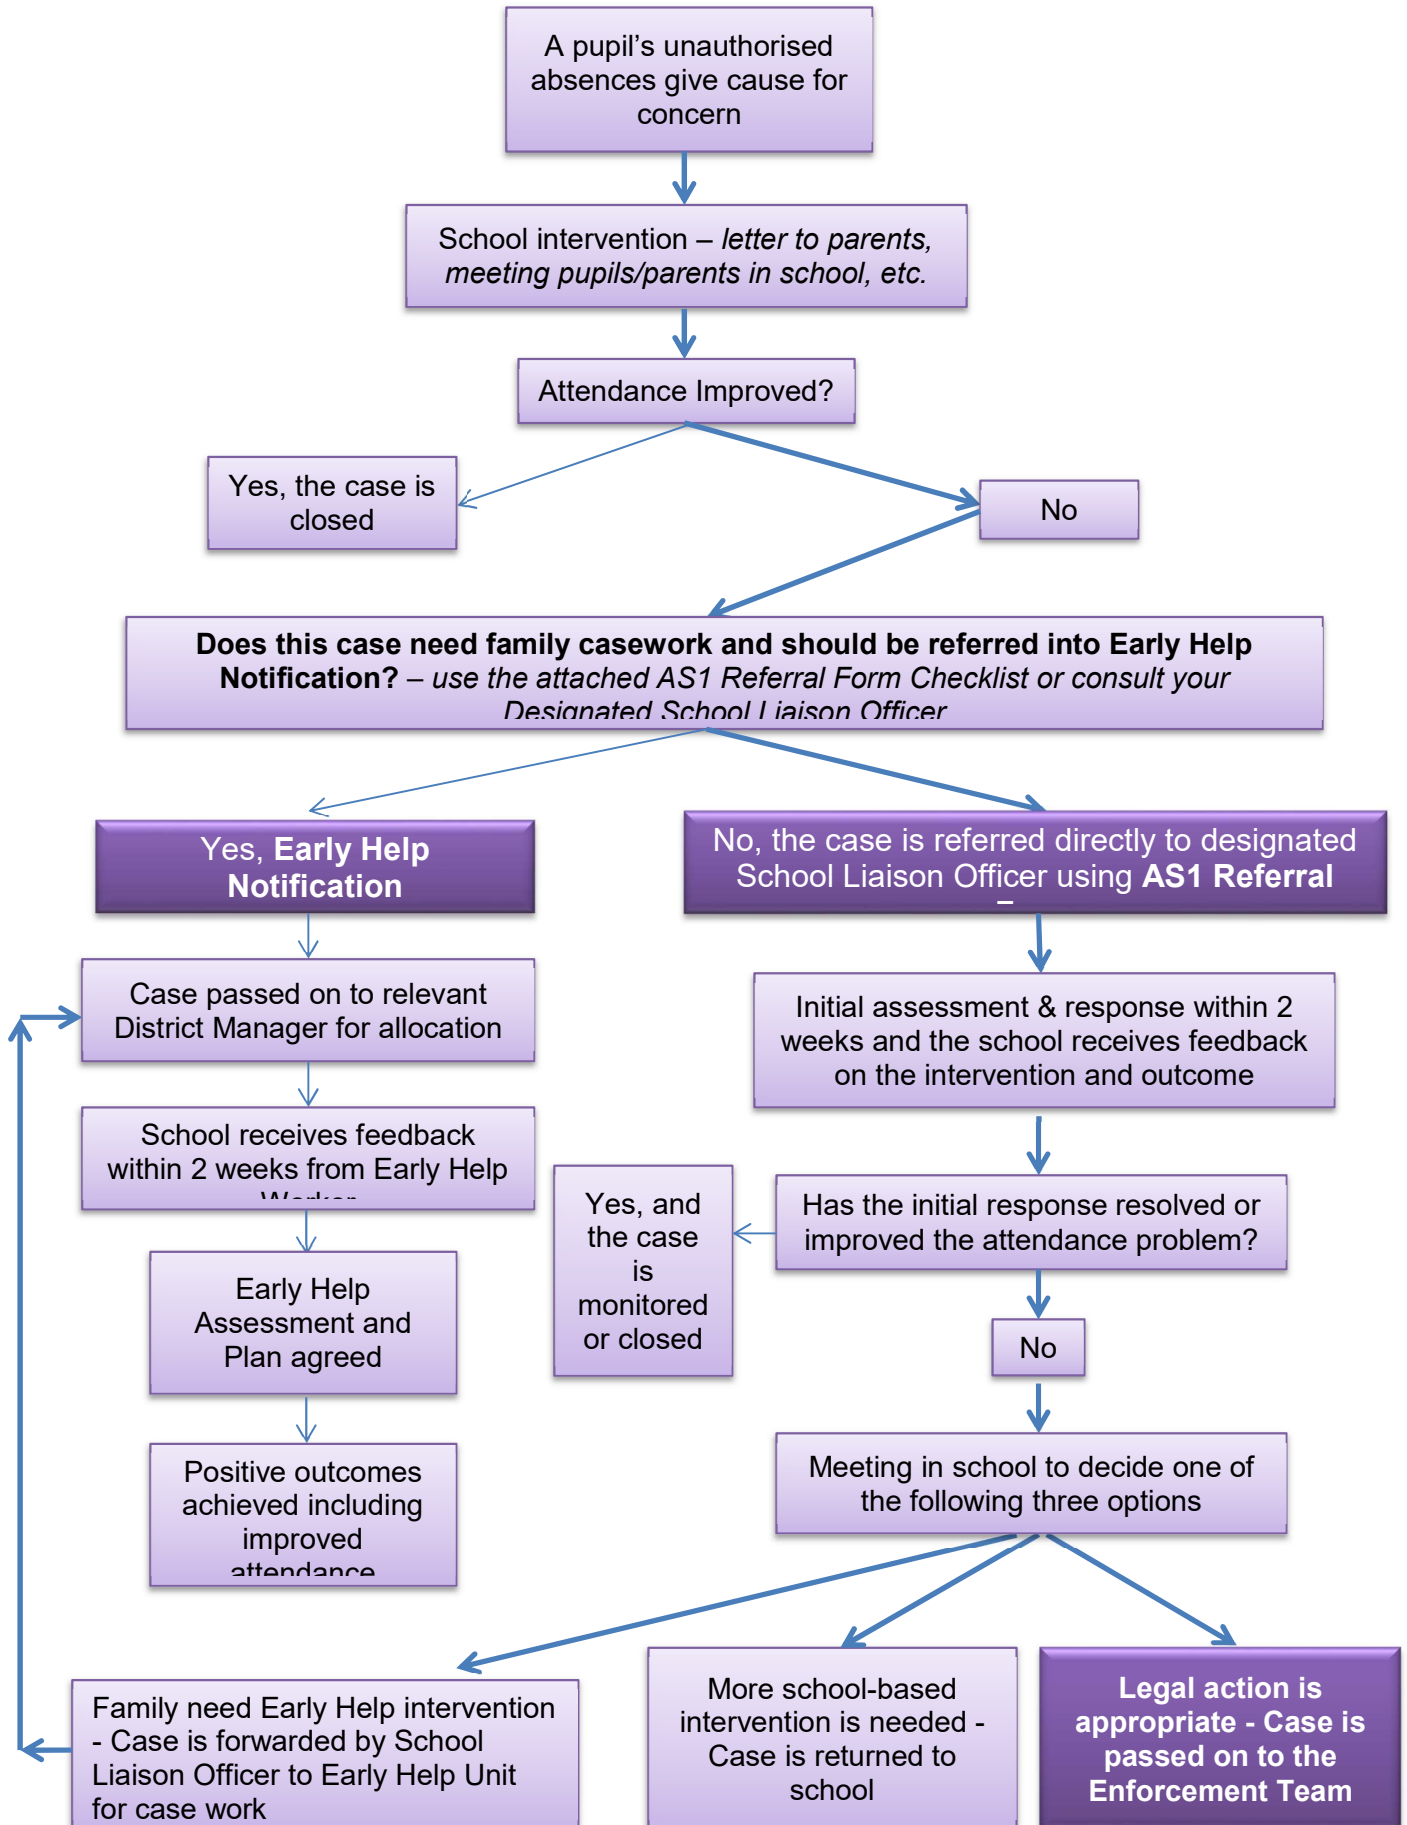 A pupil’s unauthorised
absences give cause for
concern
School intervention – letter to parents,
meeting pupils/parents in school, etc.
Attendance Improved?
Yes, the case is
closed
No
Does this case need family casework and should be referred into Early Help
Notification? – use the attached AS1 Referral Form Checklist or consult your
Designated School Liaison Officer
Yes, Early Help
Notification
No, the case is referred directly to designated
School Liaison Officer using AS1 Referral
Case passed on to relevant
District Manager for allocation
Initial assessment & response within 2
weeks and the school receives feedback
on the intervention and outcome
School receives feedback
within 2 weeks from Early Help
Worker
Yes, and
the case
is
monitored
or closed
Has the initial response resolved or
improved the attendance problem?
Early Help
Assessment and
Plan agreed
No
Positive outcomes
achieved including
improved
attendance
Meeting in school to decide one of
the following three options
Family need Early Help intervention
- Case is forwarded by School
Liaison Officer to Early Help Unit
for case work
More school-based
intervention is needed -
Case is returned to
school
Legal action is
appropriate - Case is
passed on to the
Enforcement Team